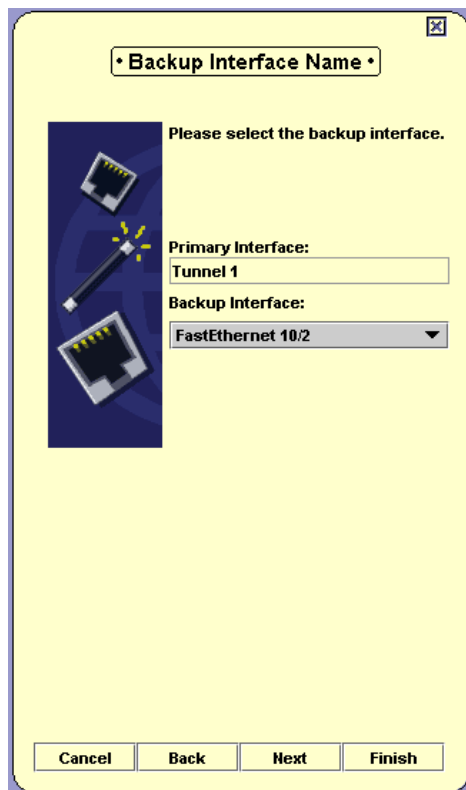 • Backup Interface Name •
Please select the backup interface.
Primary Interface:
Tunnel 1
Backup Interface:
FastEthernet 10/2
Cancel
Back
Next
Finish